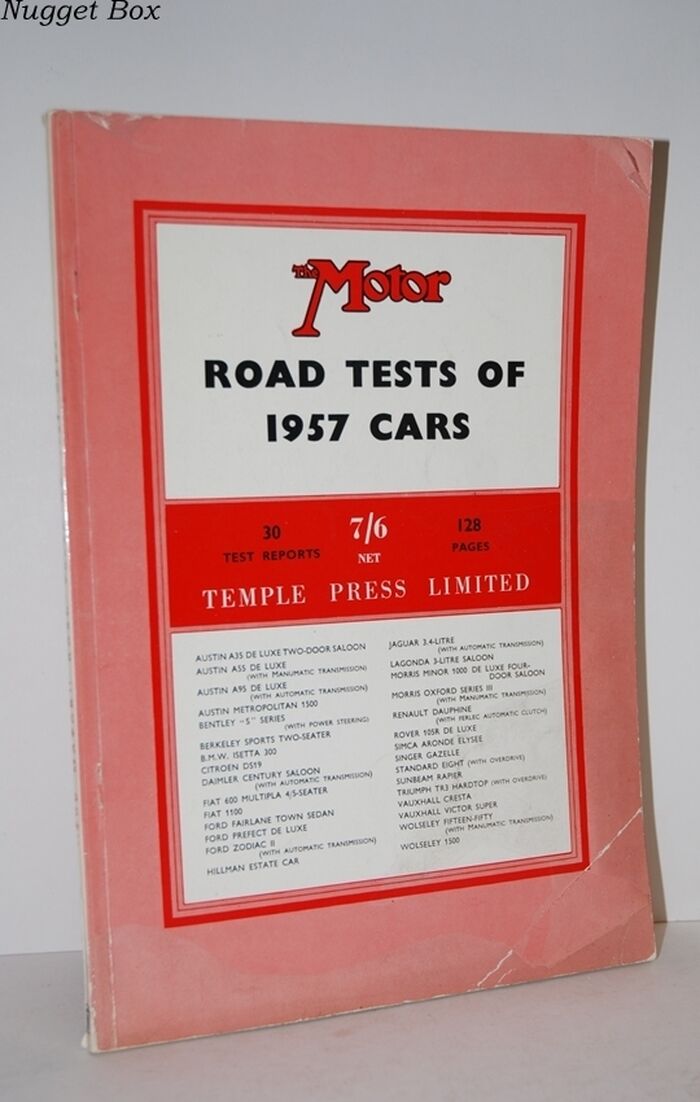 Nugget Box
The Motor
ROAD TESTS OF
1957 CARS
30
TEST REPORTS
7/6
NET
128
PAGES
TEMPLE PRESS LIMITED
AUSTIN A35 DE LUXE TWO-DOOR SALOON
AUSTIN A55 DE LUXE
(WITH MANUMATIC TRANSMISSION)
AUSTIN A95 DE LUXE
(WITH AUTOMATIC TRANSMISSION)
AUSTIN METROPOLITAN 1500
BENTLEY "S" SERIES
(WITH POWER STEERING)
BERKELEY SPORTS TWO-SEATER
B.M.W. ISETTA 300
CITROEN DS19
DAIMLER CENTURY SALOON
(WITH AUTOMATIC TRANSMISSION)
FIAT 600 MULTIPLA 4/5-SEATER
FIAT 1100
FORD FAIRLANE TOWN SEDAN
FORD PREFECT DE LUXE
FORD ZODIAC II
(WITH AUTOMATIC TRANSMISSION)
HILLMAN ESTATE CAR
JAGUAR 3.4-LITRE
(WITH AUTOMATIC TRANSMISSION)
LAGONDA 3-LITRE SALOON
MORRIS MINOR 1000 DE LUXE FOUR-
DOOR SALOON
MORRIS OXFORD SERIES III
(WITH MANUMATIC TRANSMISSION)
RENAULT DAUPHINE
(WITH FERLEC AUTOMATIC CLUTCH)
ROVER 105R DE LUXE
SIMCA ARONDE ELYSEE
SINGER GAZELLE
STANDARD EIGHT (WITH OVERDRIVE)
SUNBEAM RAPIER
TRIUMPH TR3 HARDTOP (WITH OVERDRIVE)
VAUXHALL CRESTA
VAUXHALL VICTOR SUPER
WOLSELEY FIFTEEN-FIFTY
(WITH MANUMATIC TRANSMISSION)
WOLSELEY 1500